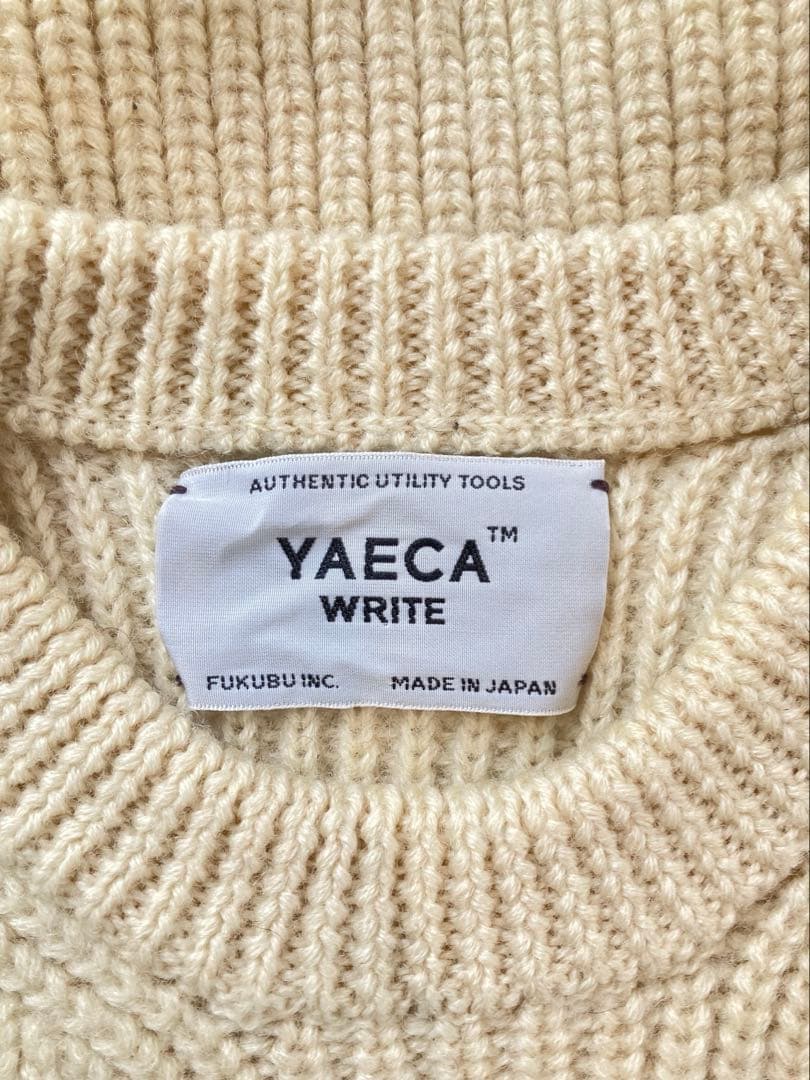 AUTHENTIC UTILITY TOOLS
YAECA™
WRITE
FUKUBU INC. MADE IN JAPAN